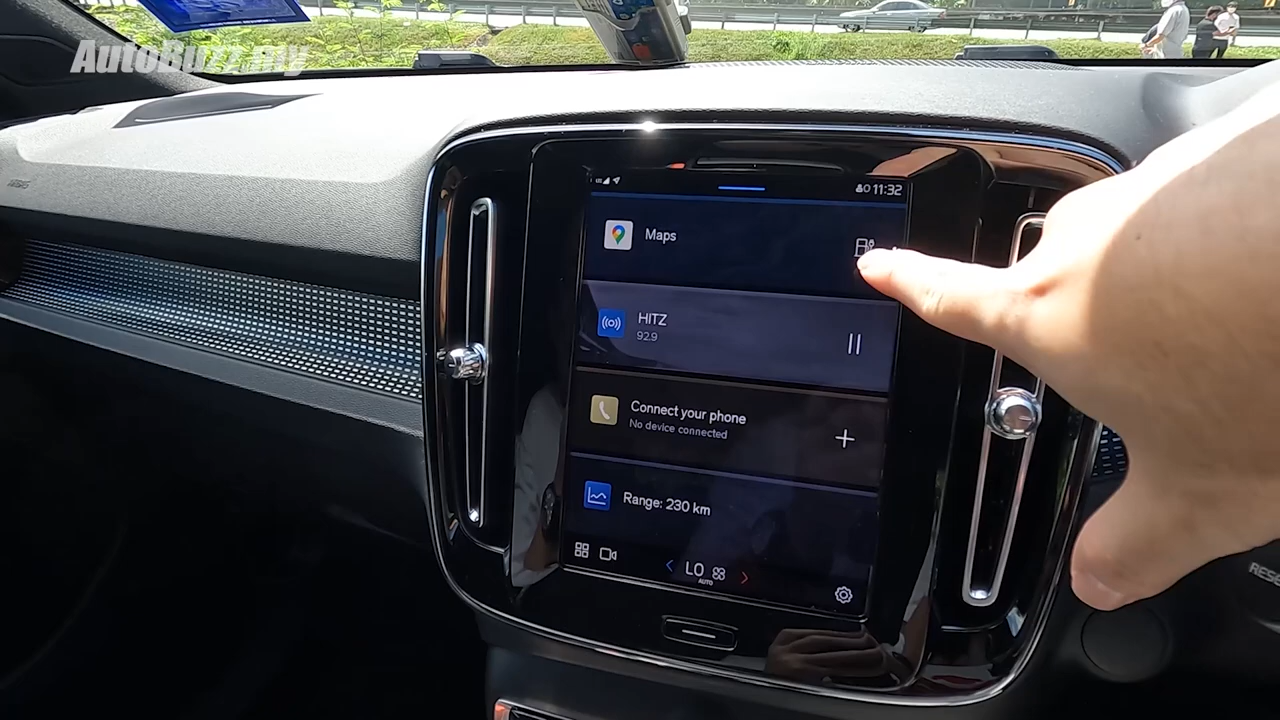 AutoBuzz.my
11:32
Maps
HITZ
92.9
Connect your phone
No device connected
Range: 230 km
LO
AUTO